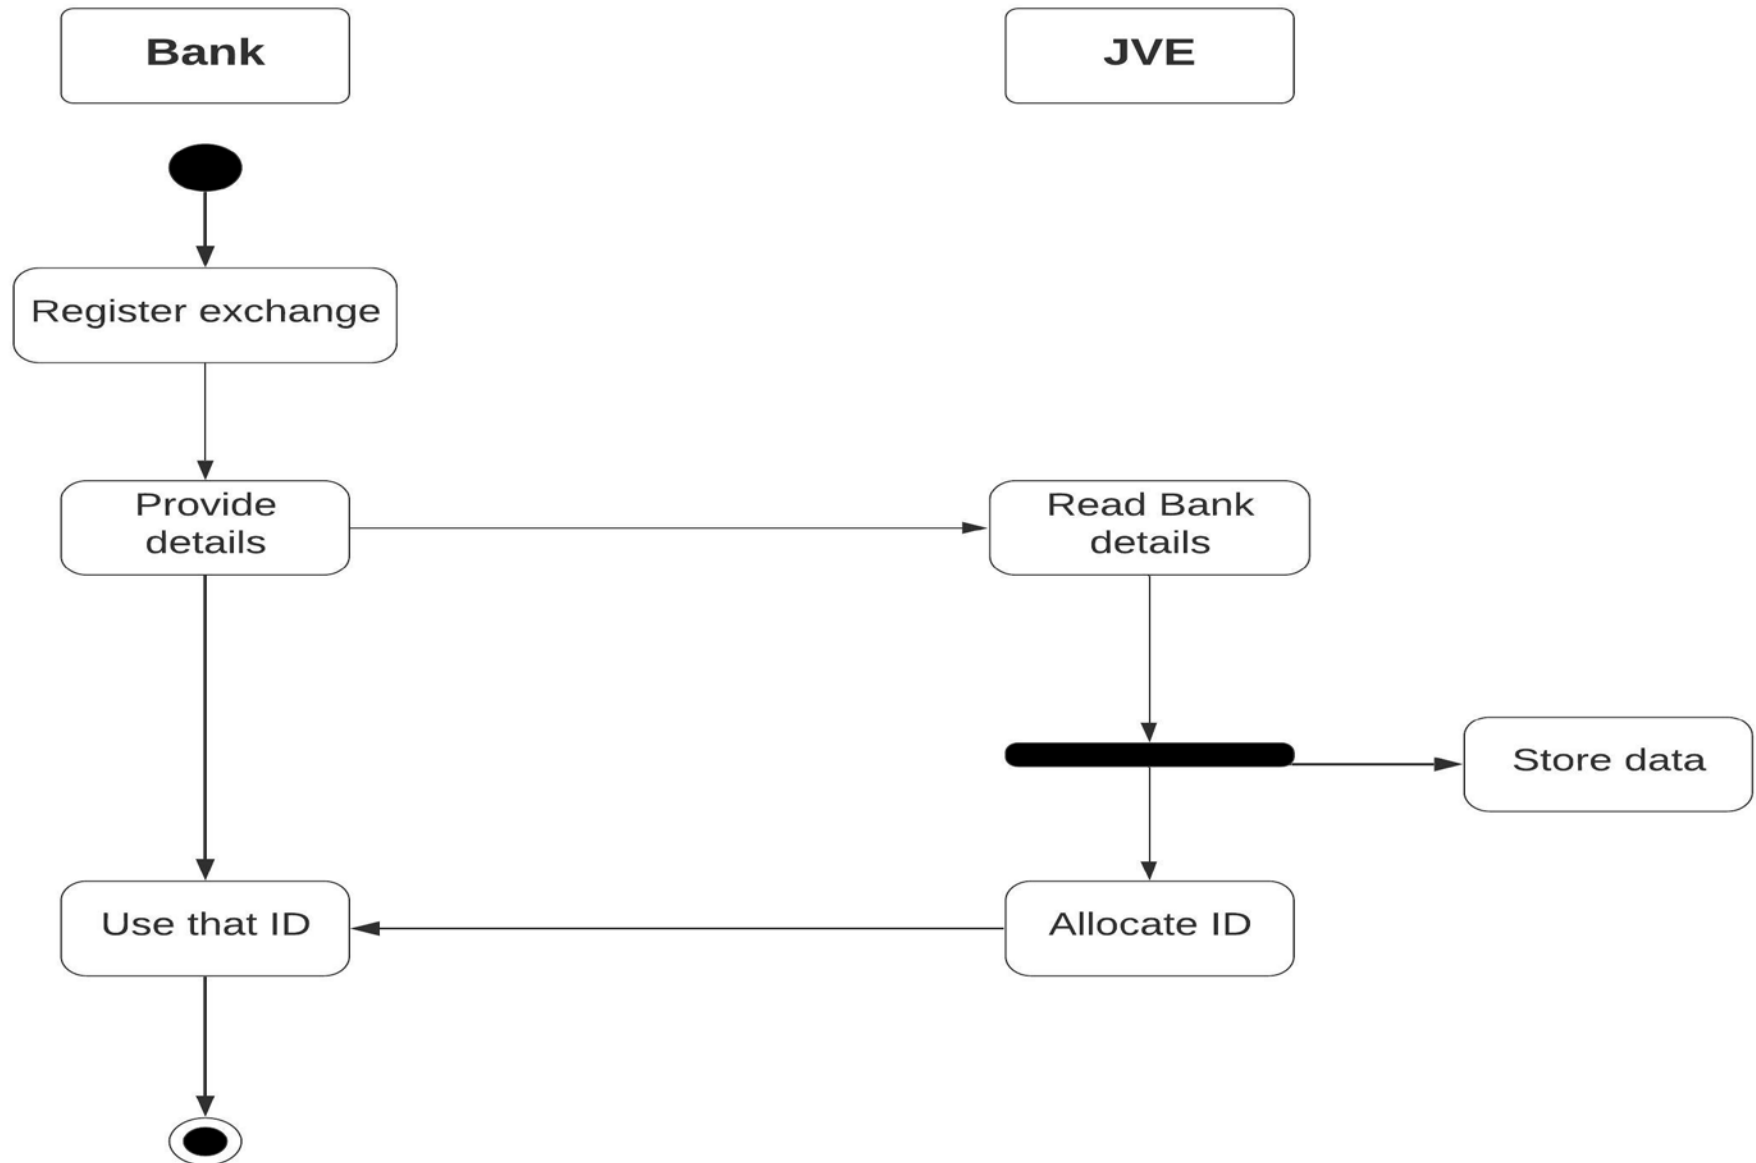 Bank
JVE
Register exchange
Provide
details
Read Bank
details
Store data
Use that ID
Allocate ID